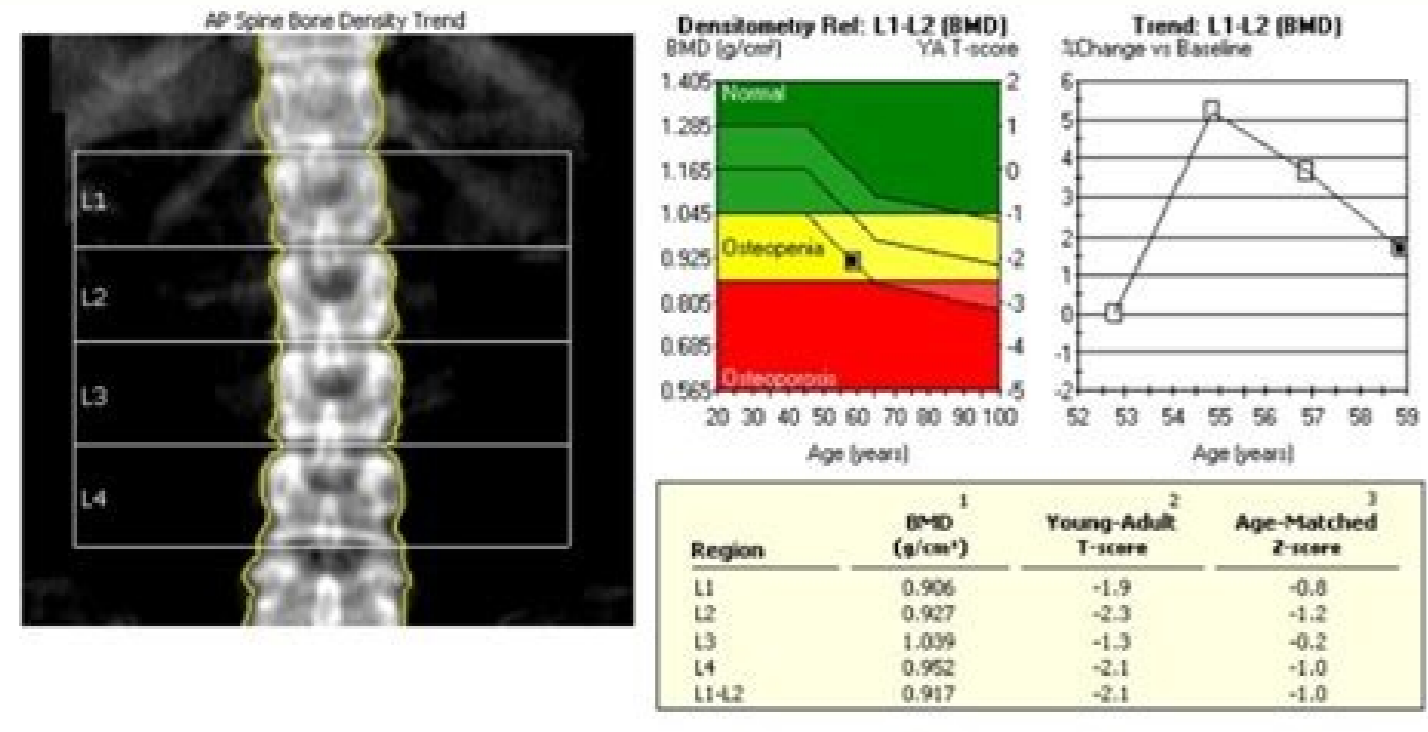 AP Spine Bone Density Trend
L1
L2
L3
L4
Densitometry Ref: L1-L2 (BMD)
BMD (g/cm²) YA T-score
1.405 2
1.285 1
1.165 0
1.045 -1
0.925 -2
0.805 -3
0.685 -4
0.565 -5
Normal
Osteopenia
Osteoporosis
20 30 40 50 60 70 80 90 100
Age (years)
Trend: L1-L2 (BMD)
%Change vs Baseline
6
5
4
3
2
1
0
-1
-2
52 53 54 55 56 57 58 59
Age (years)
1 2 3
BMD Young-Adult Age-Matched
Region (g/cm²) T-score Z-score
L1 0.906 -1.9 -0.8
L2 0.927 -2.3 -1.2
L3 1.039 -1.3 -0.2
L4 0.952 -2.1 -1.0
L1-L2 0.917 -2.1 -1.0